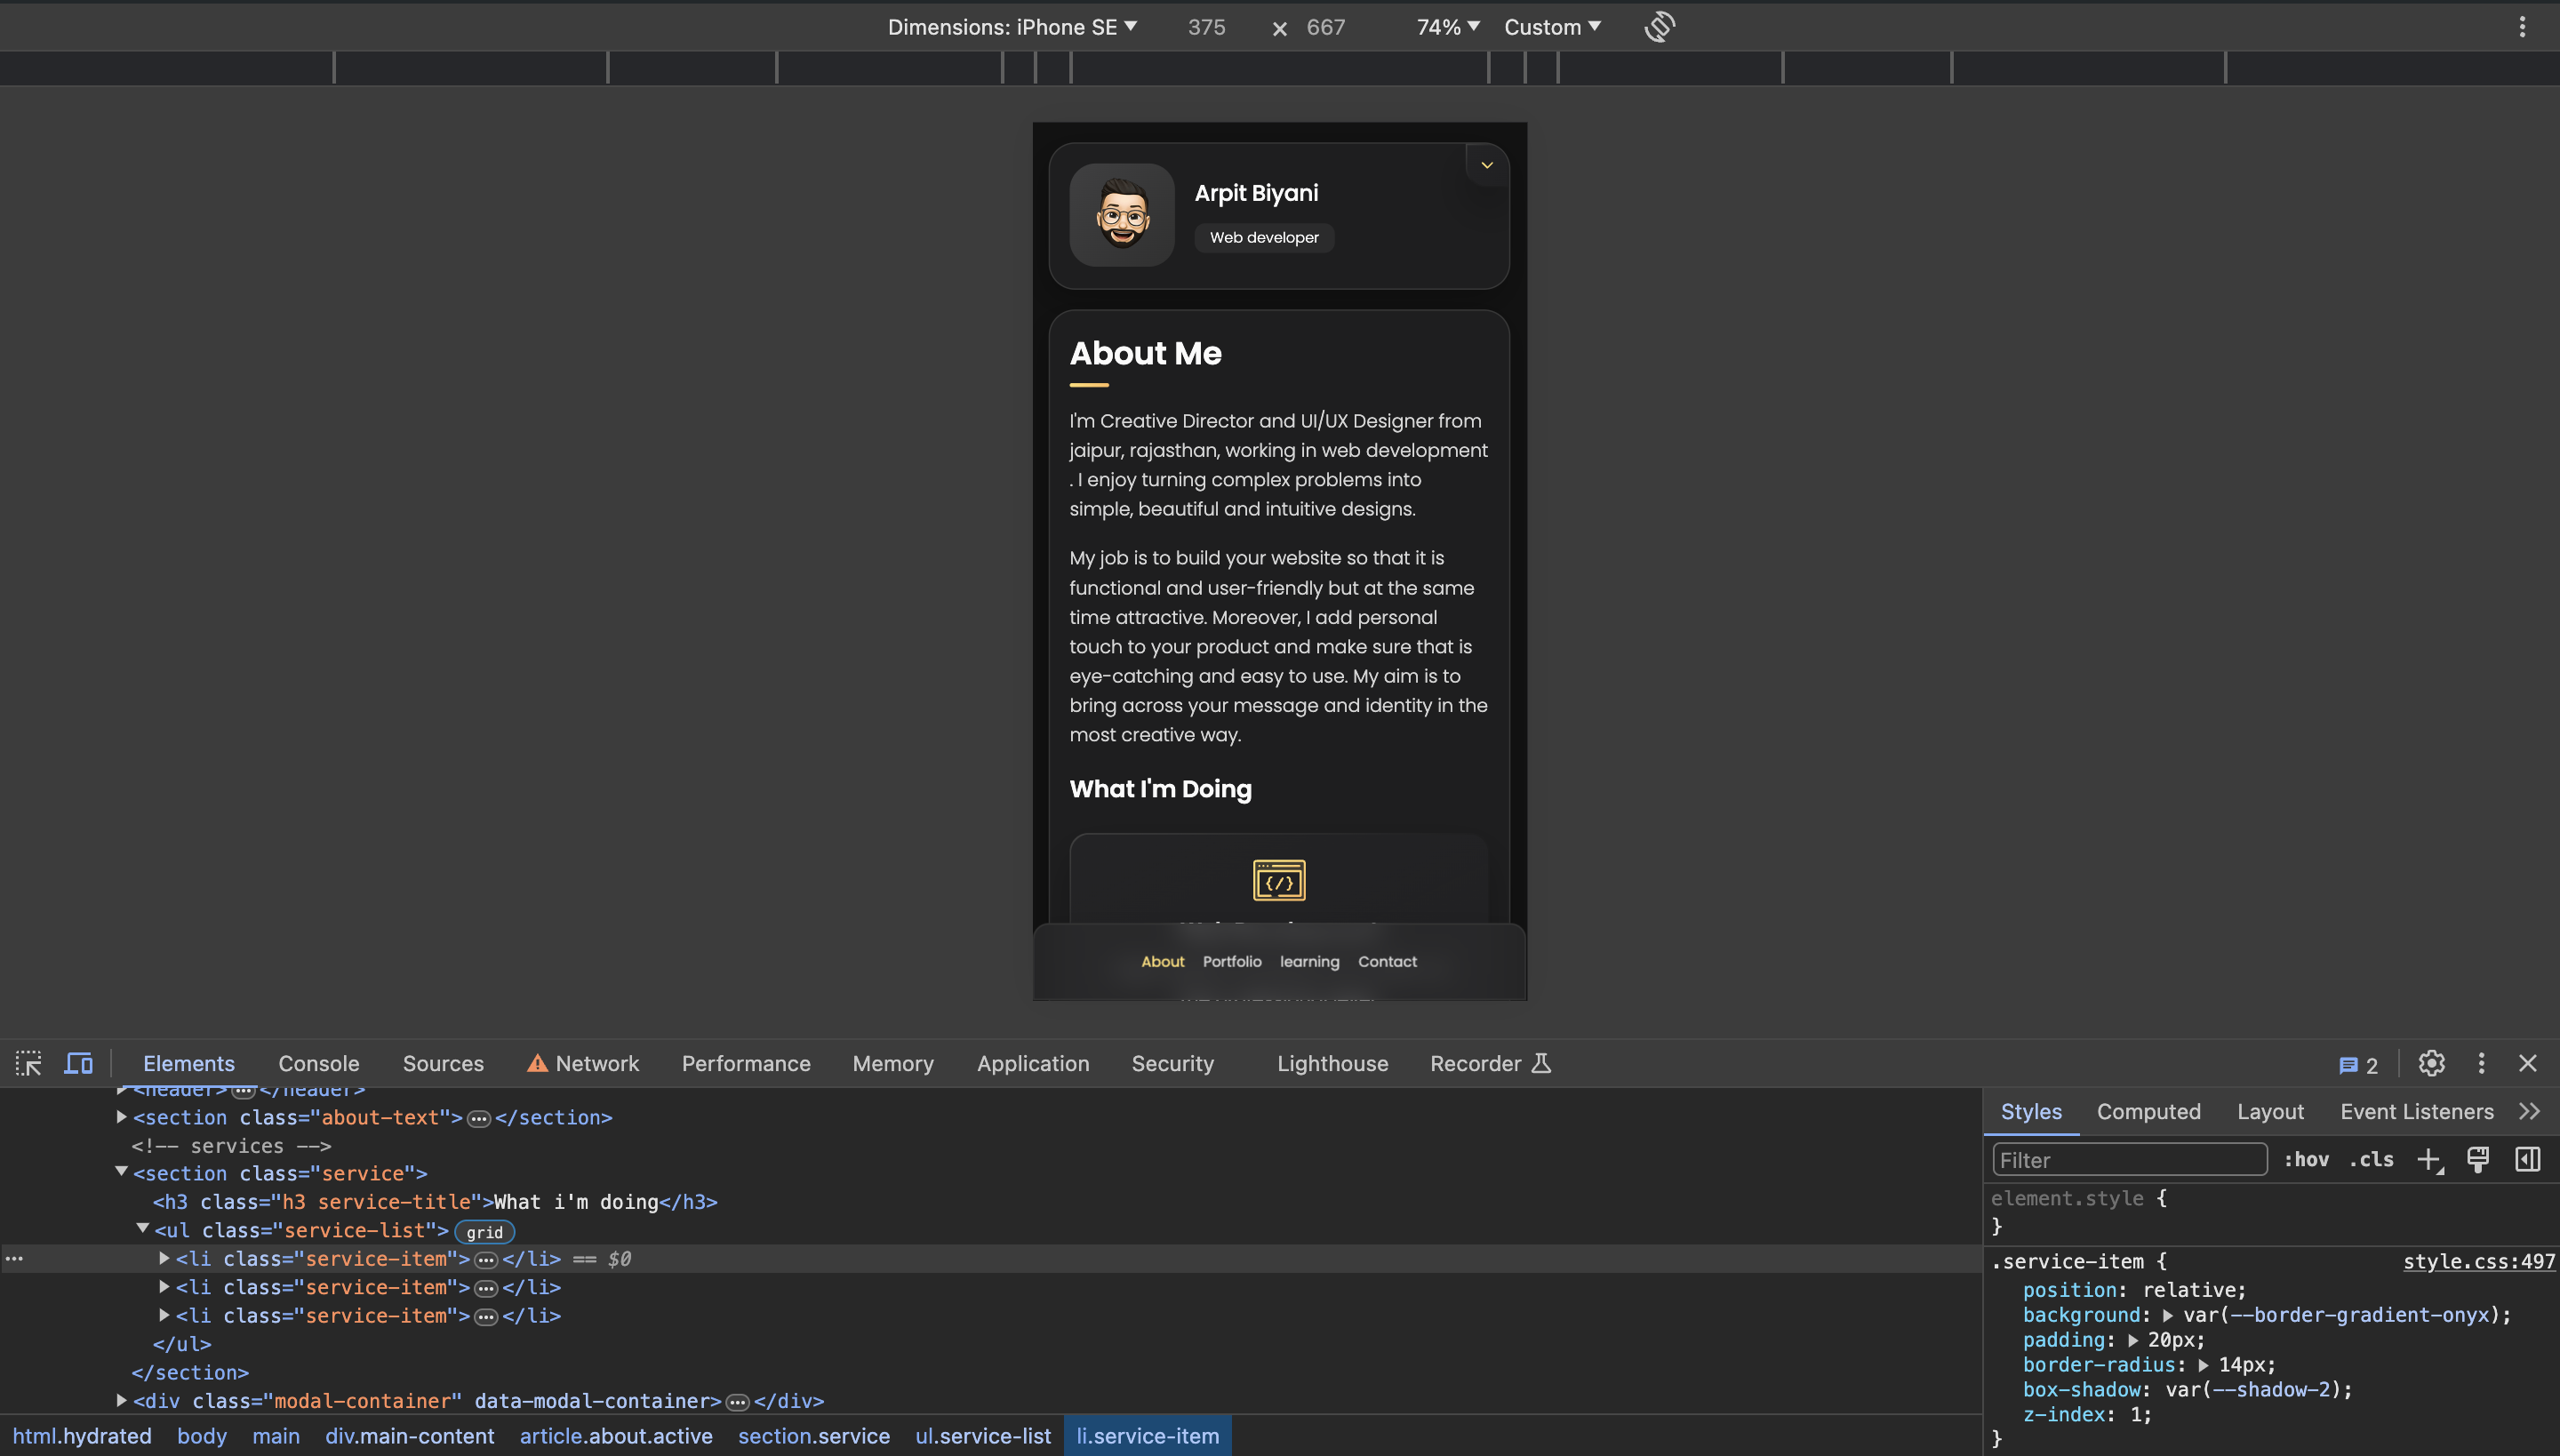 Dimensions: iPhone SE 375 × 667 74% Custom
Arpit Biyani
Web developer
About Me
I'm Creative Director and UI/UX Designer from
jaipur, rajasthan, working in web development
. I enjoy turning complex problems into
simple, beautiful and intuitive designs.
My job is to build your website so that it is
functional and user-friendly but at the same
time attractive. Moreover, I add personal
touch to your product and make sure that is
eye-catching and easy to use. My aim is to
bring across your message and identity in the
most creative way.
What I'm Doing
{/}
About Portfolio learning Contact
Elements Console Sources Network Performance Memory Application Security Lighthouse Recorder 2
<header>…</header>
<section class="about-text">…</section>
<!-- services -->
<section class="service">
<h3 class="h3 service-title">What i'm doing</h3>
<ul class="service-list"> grid
… <li class="service-item">…</li> == $0
<li class="service-item">…</li>
<li class="service-item">…</li>
</ul>
</section>
<div class="modal-container" data-modal-container>…</div>
html.hydrated body main div.main-content article.about.active section.service ul.service-list li.service-item
Styles Computed Layout Event Listeners
Filter :hov .cls
element.style {
}
.service-item { style.css:497
position: relative;
background: var(--border-gradient-onyx);
padding: 20px;
border-radius: 14px;
box-shadow: var(--shadow-2);
z-index: 1;
}